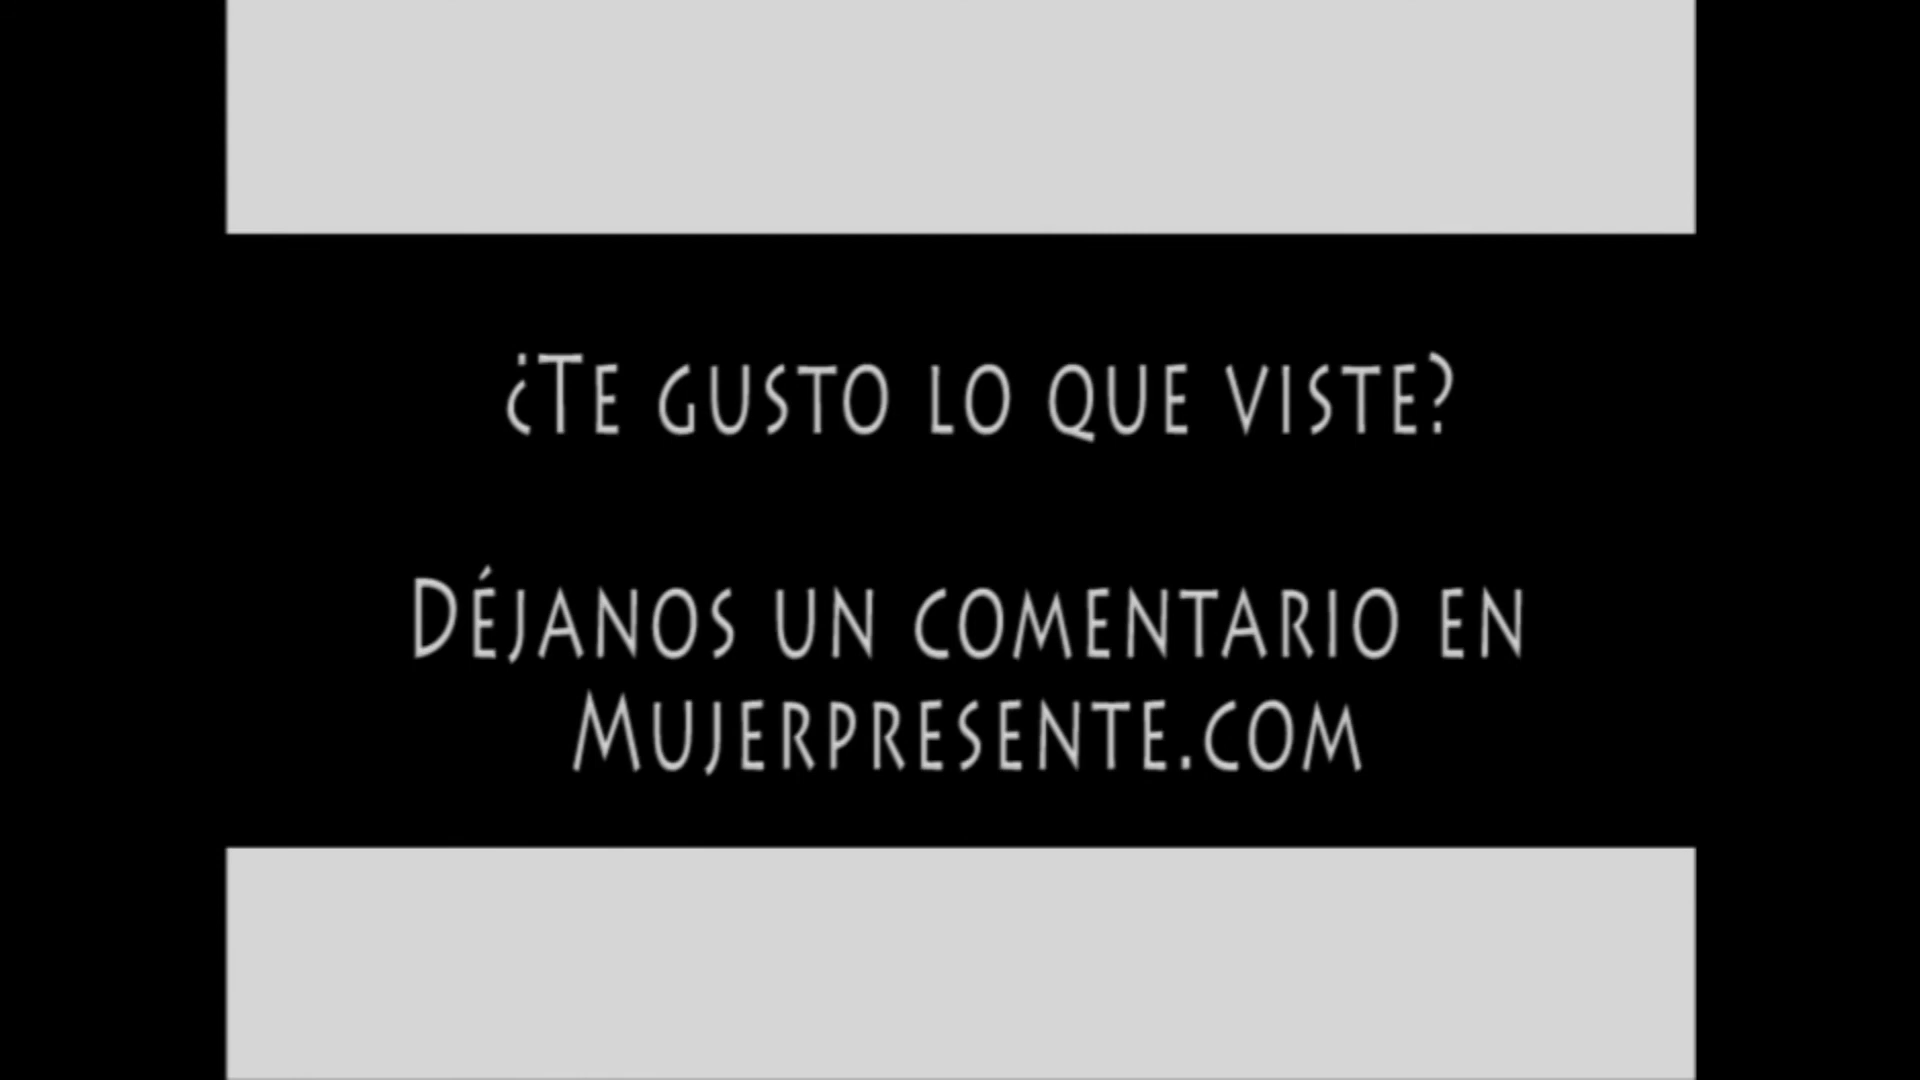 ¿Te gusto lo que viste?
Déjanos un comentario en
Mujerpresente.com